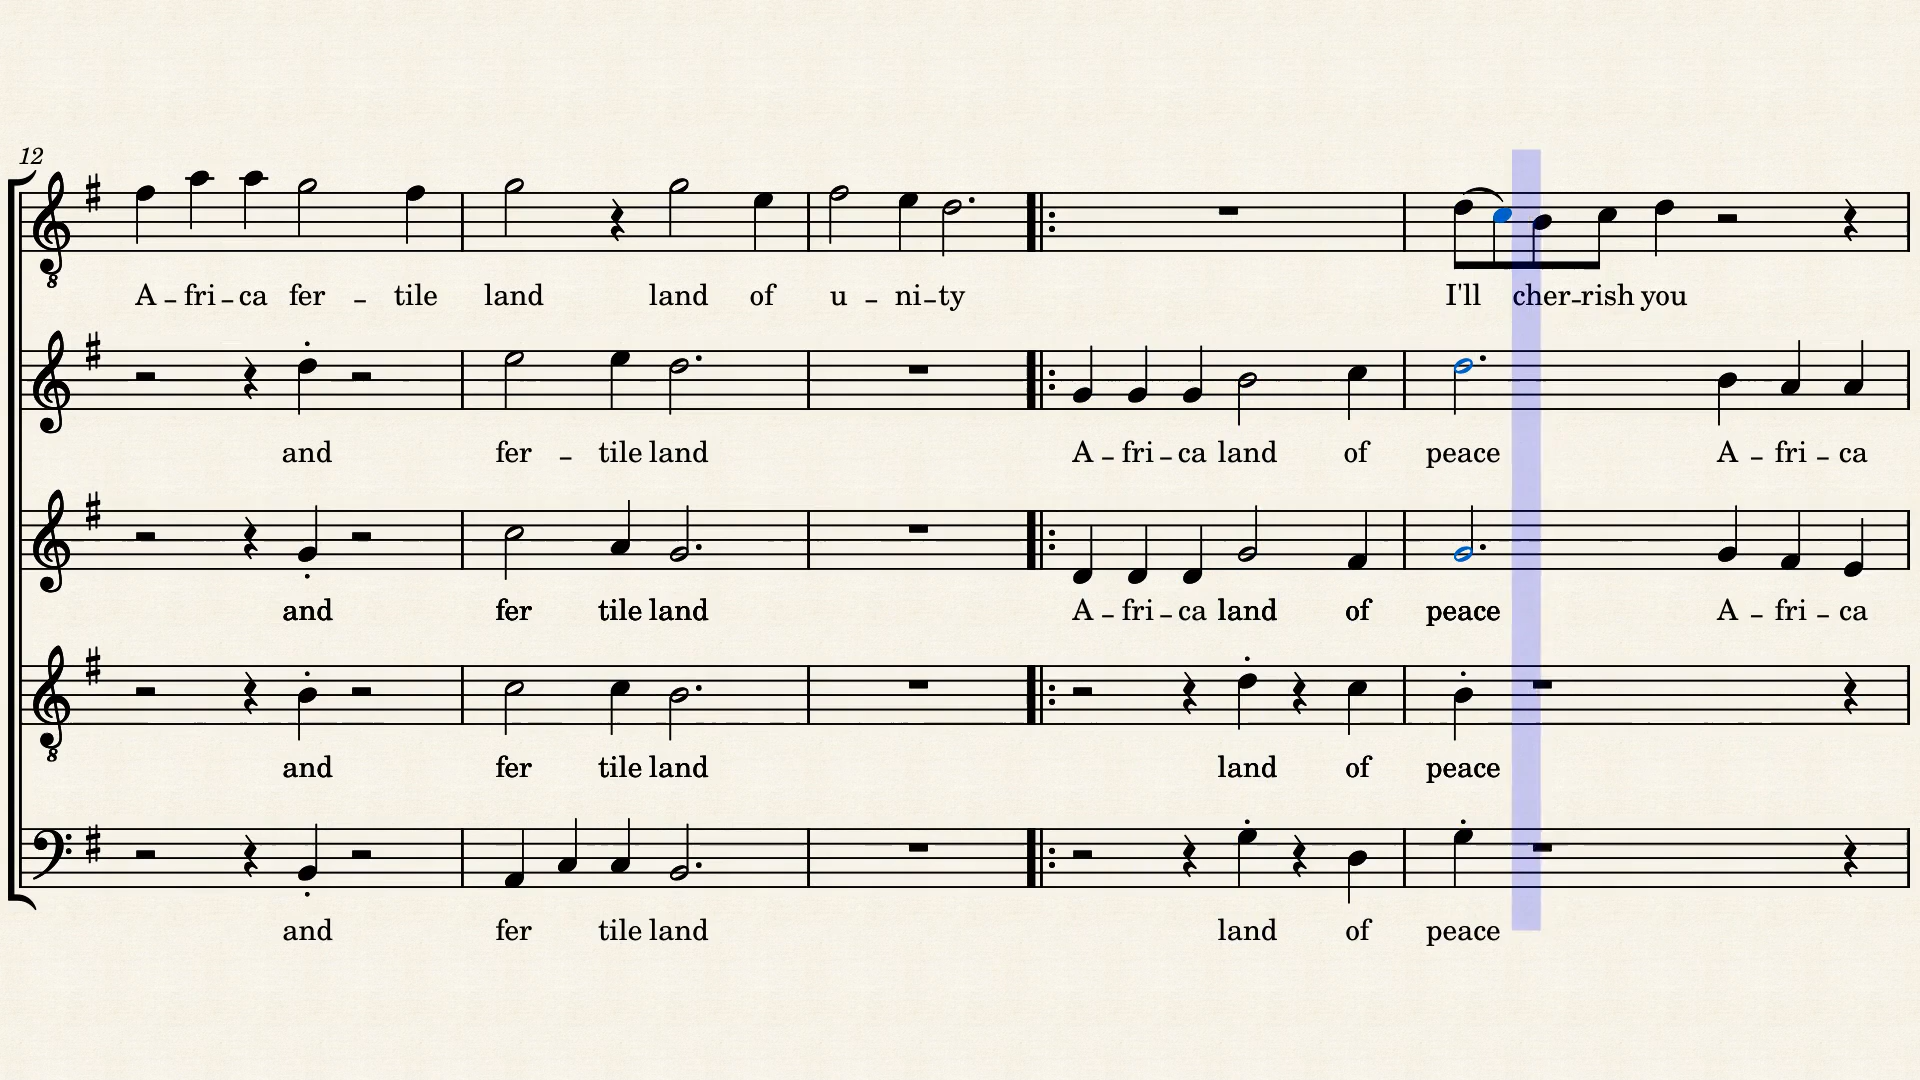 12
A – fri – ca fer – tile land land of u – ni – ty I'll cher – rish you
and fer – tile land A – fri – ca land of peace A – fri – ca
and fer tile land A – fri – ca land of peace A – fri – ca
and fer tile land land of peace
and fer tile land land of peace